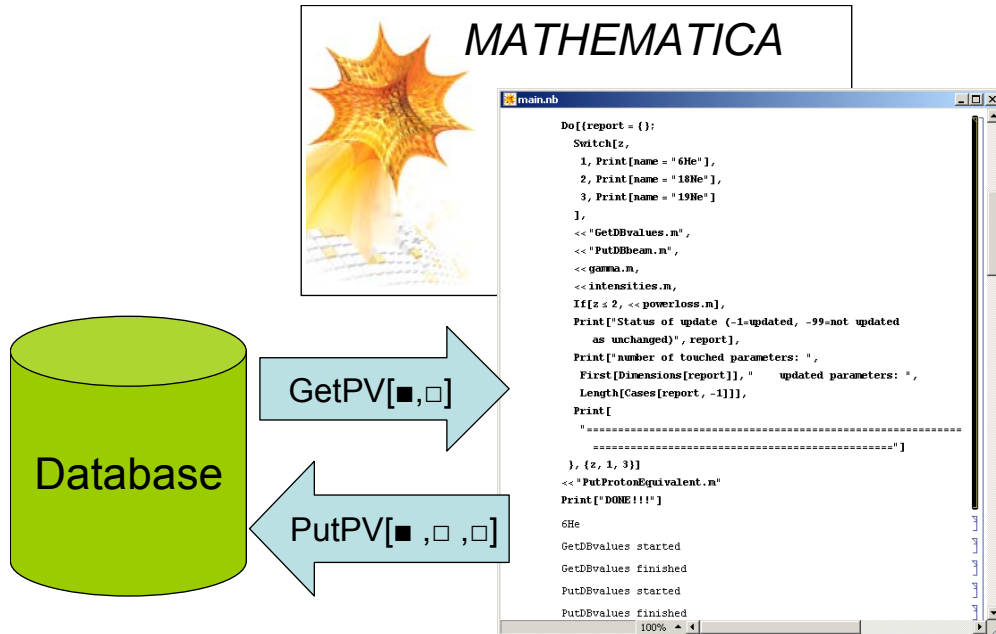 MATHEMATICA
main.nb
Do[{report = {};
Switch[z,
1, Print[name = "6He"],
2, Print[name = "18Ne"],
3, Print[name = "19Ne"]
],
<< "GetDBvalues.m",
<< "PutDBbeam.m",
<< gamma.m,
<< intensities.m,
If[z ≤ 2, << powerloss.m],
Print["Status of update (-1=updated, -99=not updated
as unchanged)", report],
Print["number of touched parameters: ",
First[Dimensions[report]], "    updated parameters: ",
Length[Cases[report, -1]]],
Print[
"=============================================================
================================================"]
}, {z, 1, 3}]
<< "PutProtonEquivalent.m"
Print["DONE!!!"]
6He
GetDBvalues started
GetDBvalues finished
PutDBvalues started
PutDBvalues finished
100%
Database
GetPV[■,□]
PutPV[■ ,□ ,□]